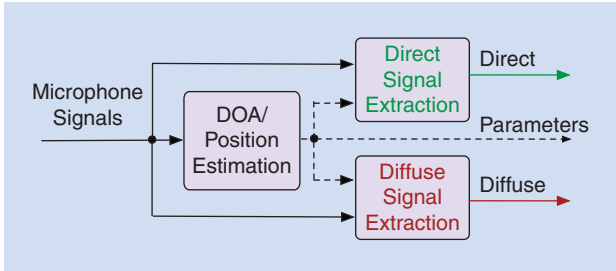 Microphone
Signals
DOA/
Position
Estimation
Direct
Signal
Extraction
Direct
Parameters
Diffuse
Signal
Extraction
Diffuse